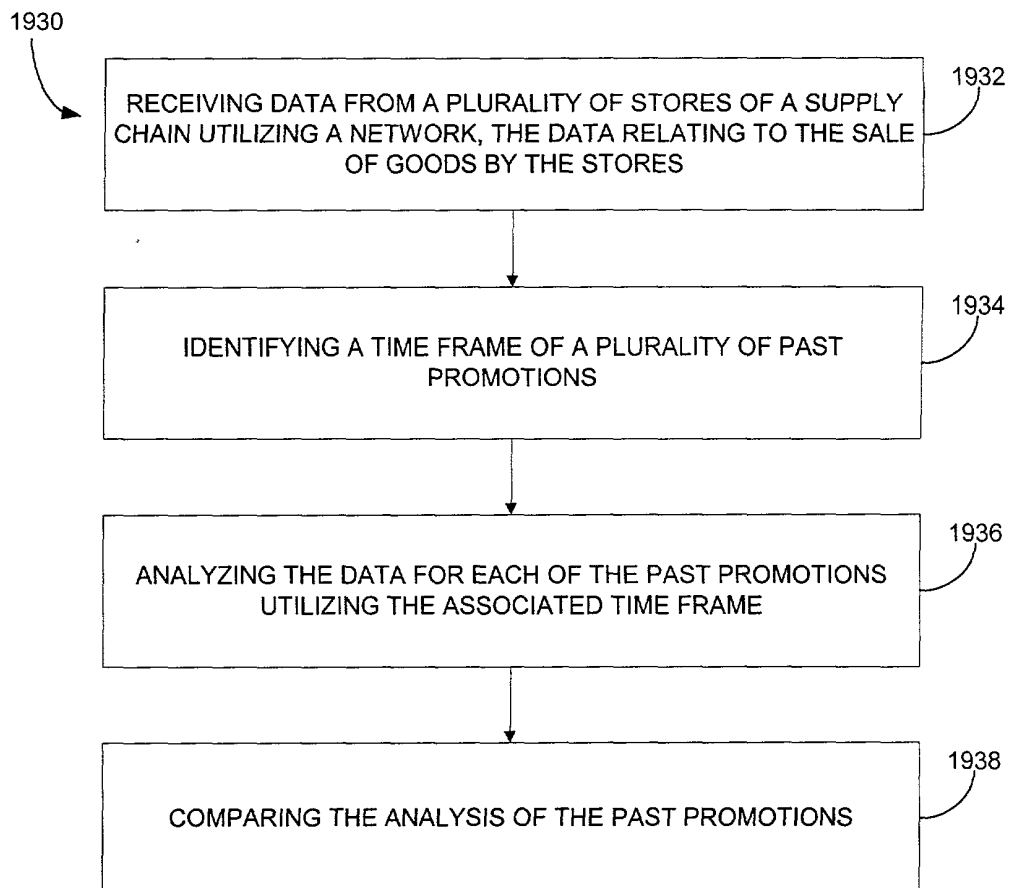 1930
1932
RECEIVING DATA FROM A PLURALITY OF STORES OF A SUPPLY
CHAIN UTILIZING A NETWORK, THE DATA RELATING TO THE SALE
OF GOODS BY THE STORES
1934
IDENTIFYING A TIME FRAME OF A PLURALITY OF PAST
PROMOTIONS
1936
ANALYZING THE DATA FOR EACH OF THE PAST PROMOTIONS
UTILIZING THE ASSOCIATED TIME FRAME
1938
COMPARING THE ANALYSIS OF THE PAST PROMOTIONS